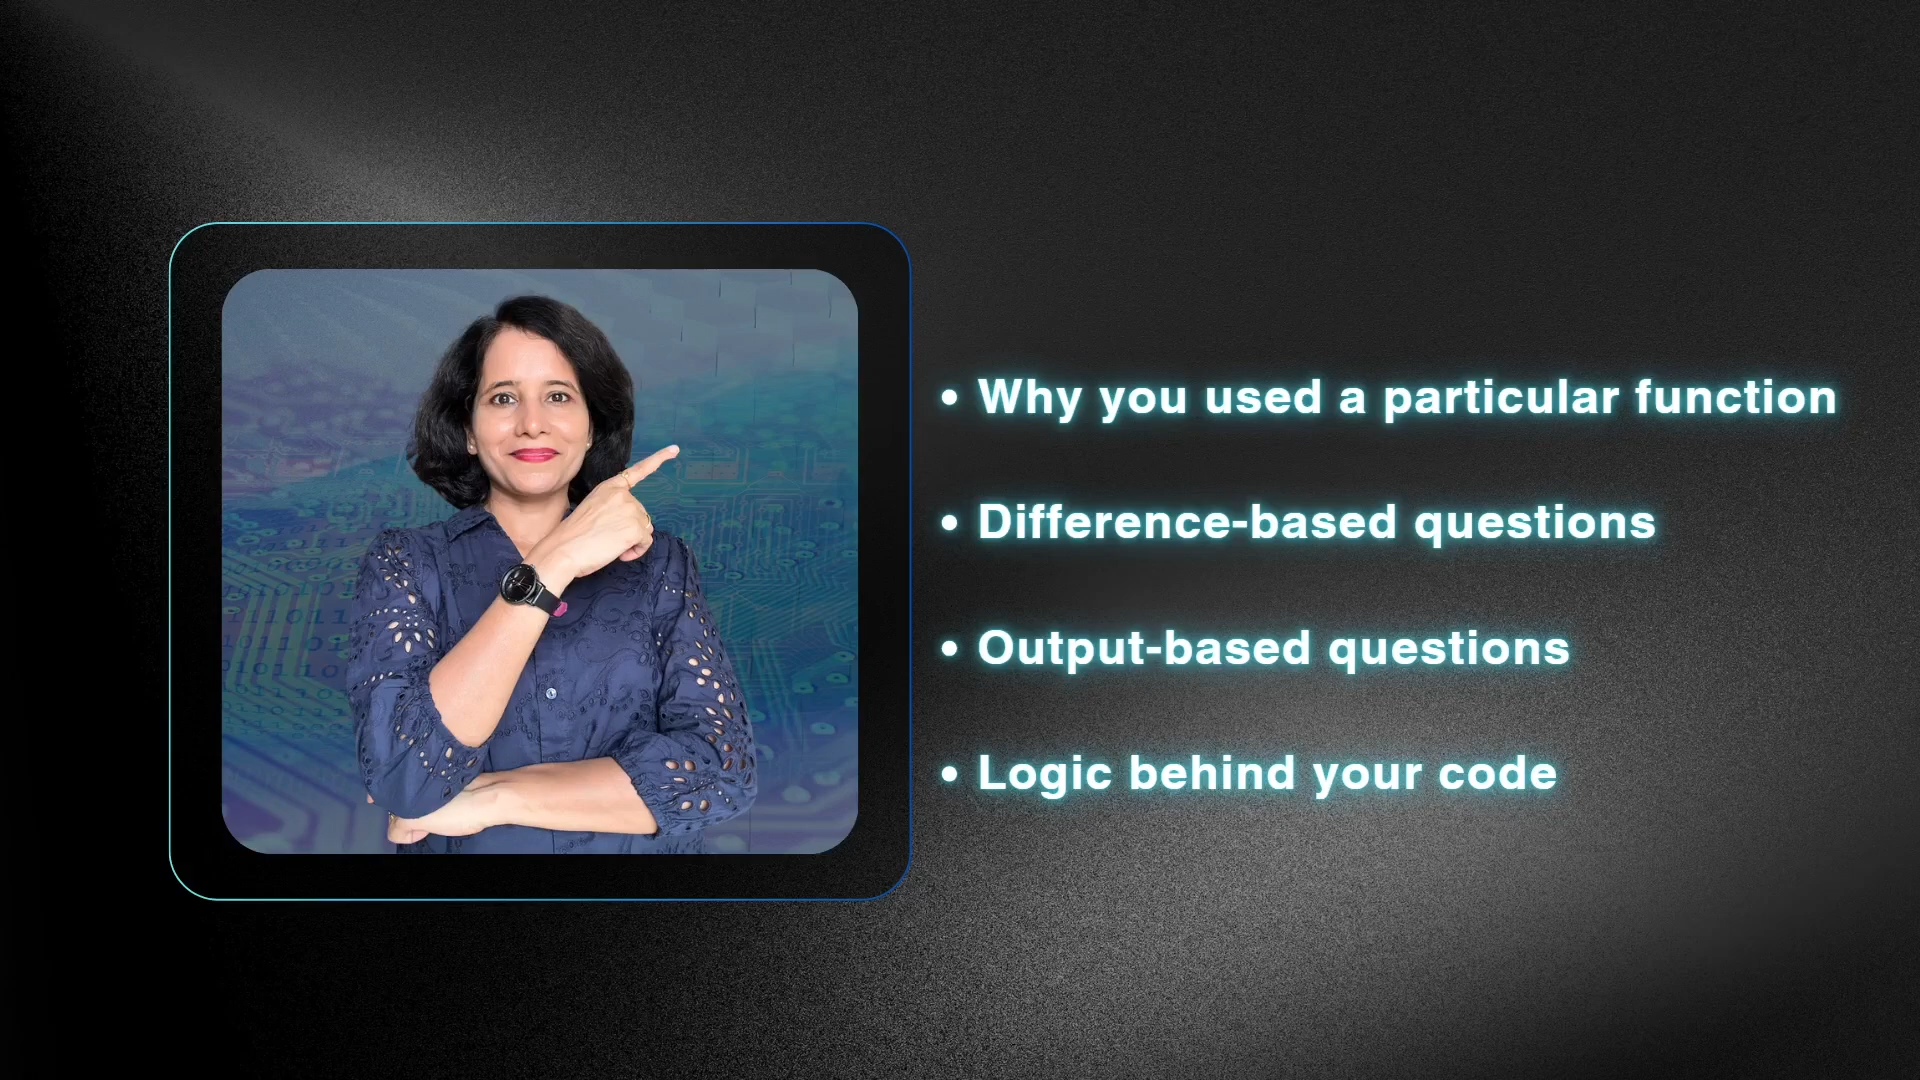 • Why you used a particular function
• Difference-based questions
• Output-based questions
• Logic behind your code